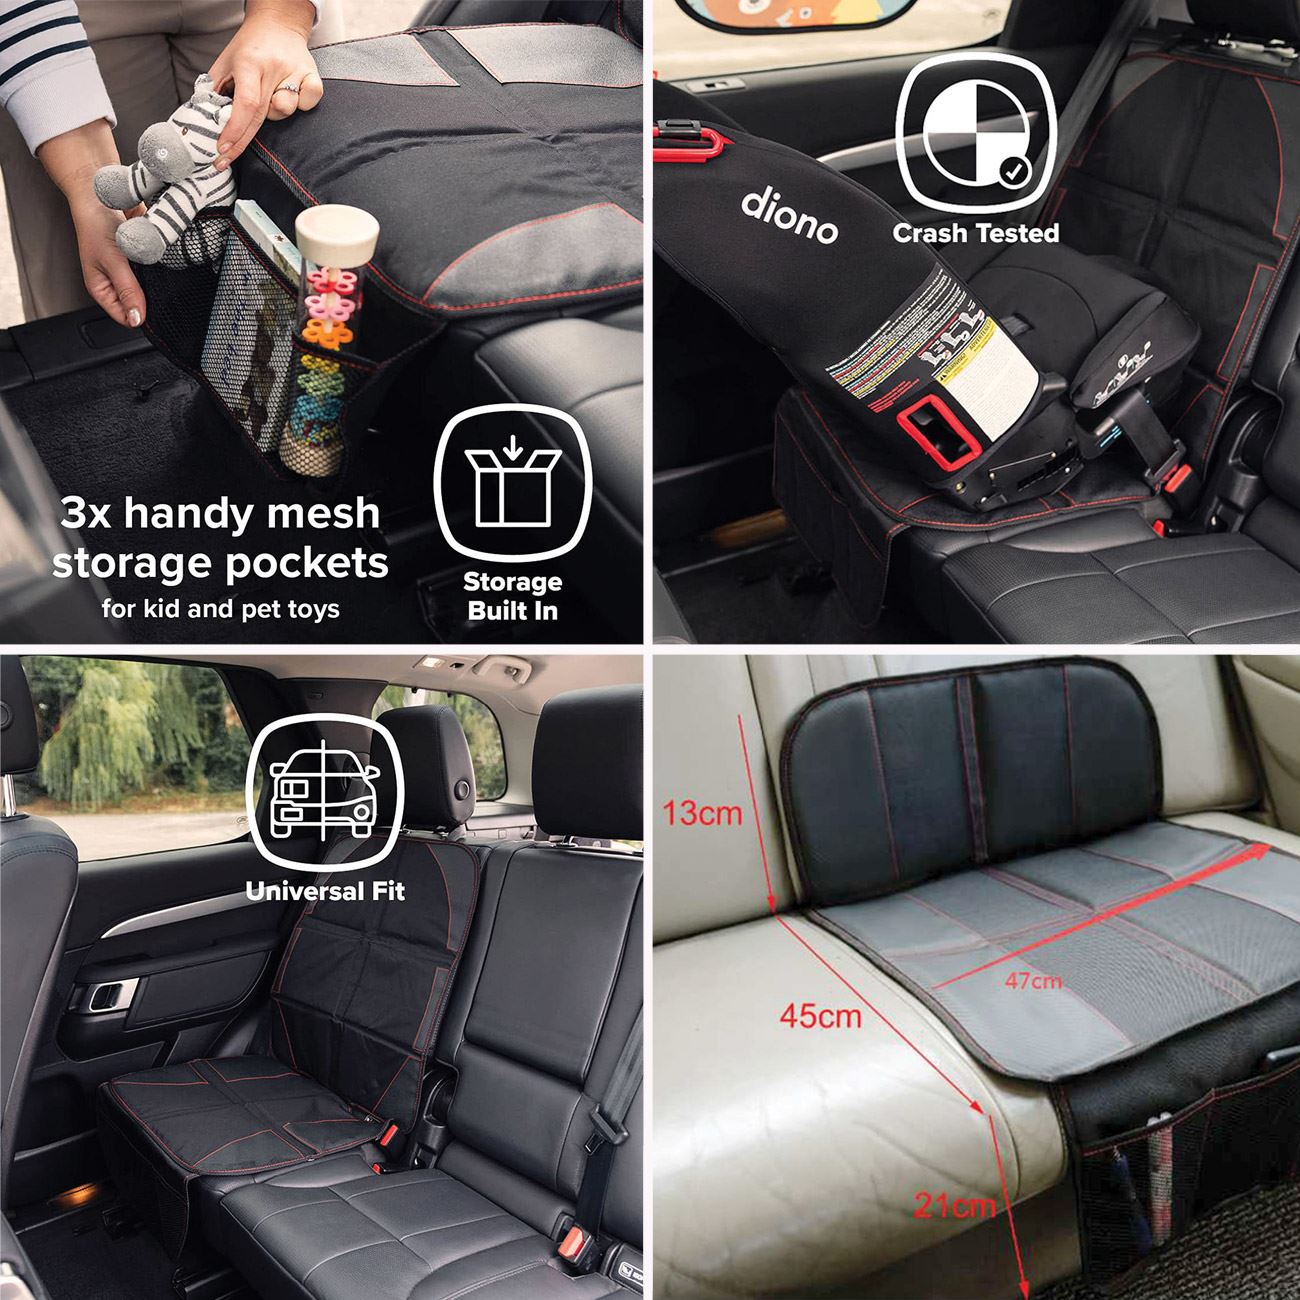 3x handy mesh
storage pockets
for kid and pet toys
Storage
Built In
diono
Crash Tested
Universal Fit
13cm
47cm
45cm
21cm